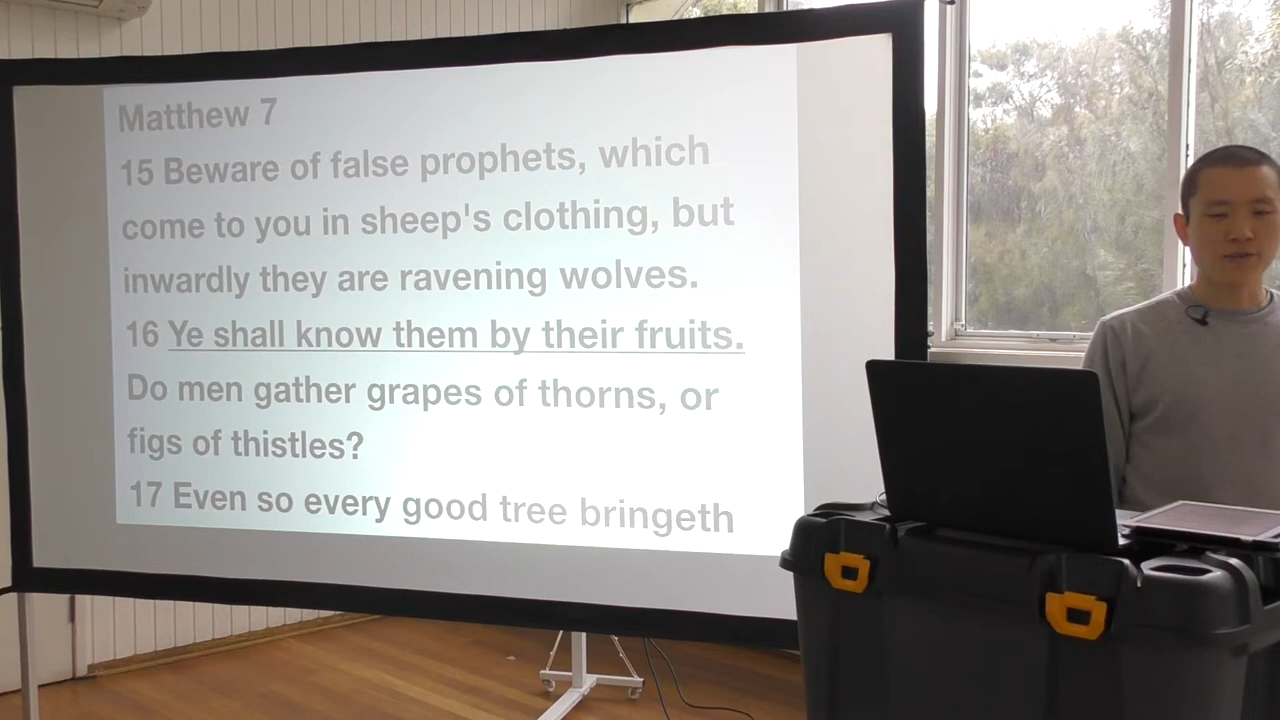 Matthew 7
15 Beware of false prophets, which
come to you in sheep's clothing, but
inwardly they are ravening wolves.
16 Ye shall know them by their fruits.
Do men gather grapes of thorns, or
figs of thistles?
17 Even so every good tree bringeth